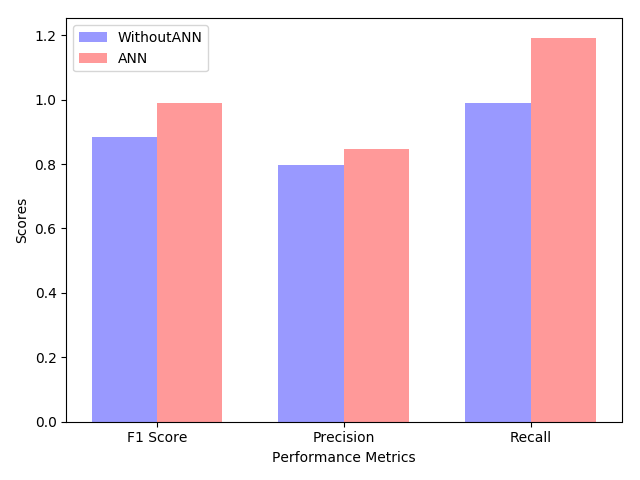 WithoutANN
ANN
1.2
1.0
0.8
0.6
0.4
0.2
0.0
Scores
F1 Score
Precision
Recall
Performance Metrics